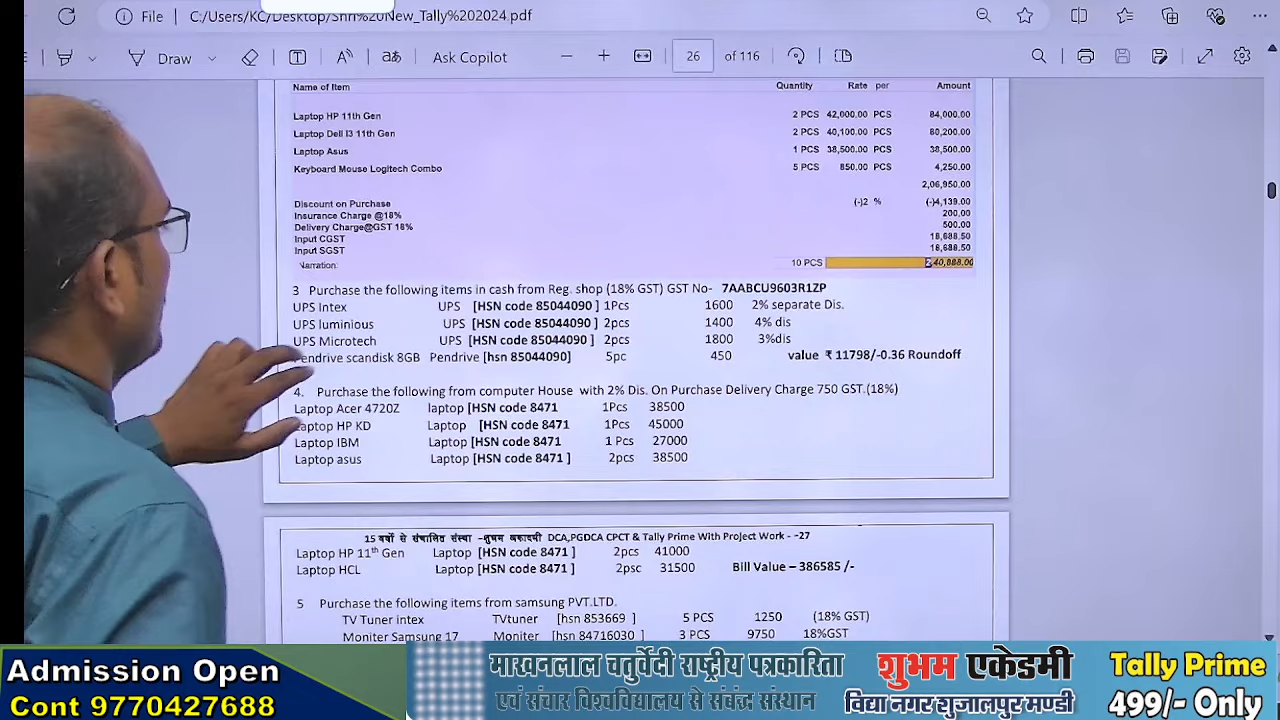 File C:/Users/KC/Desktop/Shri%20New_Tally%202024.pdf
Draw Ask Copilot 26 of 116
Name of Item Quantity Rate per Amount
Laptop HP 11th Gen 2 PCS 42,000.00 PCS 84,000.00
Laptop Dell I3 11th Gen 2 PCS 40,100.00 PCS 80,200.00
Laptop Asus 1 PCS 38,500.00 PCS 38,500.00
Keyboard Mouse Logitech Combo 5 PCS 850.00 PCS 4,250.00
2,06,950.00
Discount on Purchase (-)2 % (-)4,139.00
Insurance Charge @18% 200.00
Delivery Charge@GST 18% 500.00
Input CGST 18,688.50
Input SGST 18,688.50
Narration: 10 PCS 2,40,888.00
3 Purchase the following items in cash from Reg. shop (18% GST) GST No- 7AABCU9603R1ZP
UPS Intex UPS [HSN code 85044090 ] 1Pcs 1600 2% separate Dis.
UPS luminious UPS [HSN code 85044090 ] 2pcs 1400 4% dis
UPS Microtech UPS [HSN code 85044090 ] 2pcs 1800 3%dis
Pendrive scandisk 8GB Pendrive [hsn 85044090] 5pc 450 value ₹ 11798/-0.36 Roundoff
4. Purchase the following from computer House with 2% Dis. On Purchase Delivery Charge 750 GST.(18%)
Laptop Acer 4720Z laptop [HSN code 8471 1Pcs 38500
Laptop HP KD Laptop [HSN code 8471 1Pcs 45000
Laptop IBM Laptop [HSN code 8471 1 Pcs 27000
Laptop asus Laptop [HSN code 8471 ] 2pcs 38500
15 वर्षो से संचालित संस्था -शुभम अकादमी DCA,PGDCA CPCT & Tally Prime With Project Work - -27
Laptop HP 11th Gen Laptop [HSN code 8471 ] 2pcs 41000
Laptop HCL Laptop [HSN code 8471 ] 2psc 31500 Bill Value – 386585 /-
5 Purchase the following items from samsung PVT.LTD.
TV Tuner intex TVtuner [hsn 853669 ] 5 PCS 1250 (18% GST)
Moniter Samsung 17 Moniter [hsn 84716030 ] 3 PCS 9750 18%GST
Admission Open
Cont 9770427688
माखनलाल चतुर्वेदी राष्ट्रीय पत्रकारिता
एवं संचार विश्वविधालय से संबंद्द संस्थान
शुभम एकेडमी
विद्या नगर शुजालपुर मण्डी
Tally Prime
499/- Only